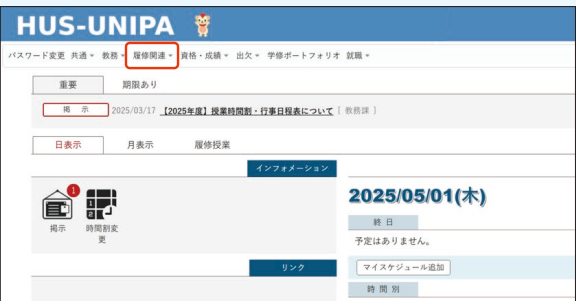 HUS-UNIPA
パスワード変更 共通 教務 履修関連 資格・成績 出欠 学修ポートフォリオ 就職
重要 期限あり
掲 示 2025/03/17 【2025年度】授業時間割・行事日程表について [ 教務課 ]
日表示 月表示 履修授業
インフォメーション
1
掲示 時間割変
更
リンク
2025/05/01(木)
終 日
予定はありません。
マイスケジュール追加
時 間 別